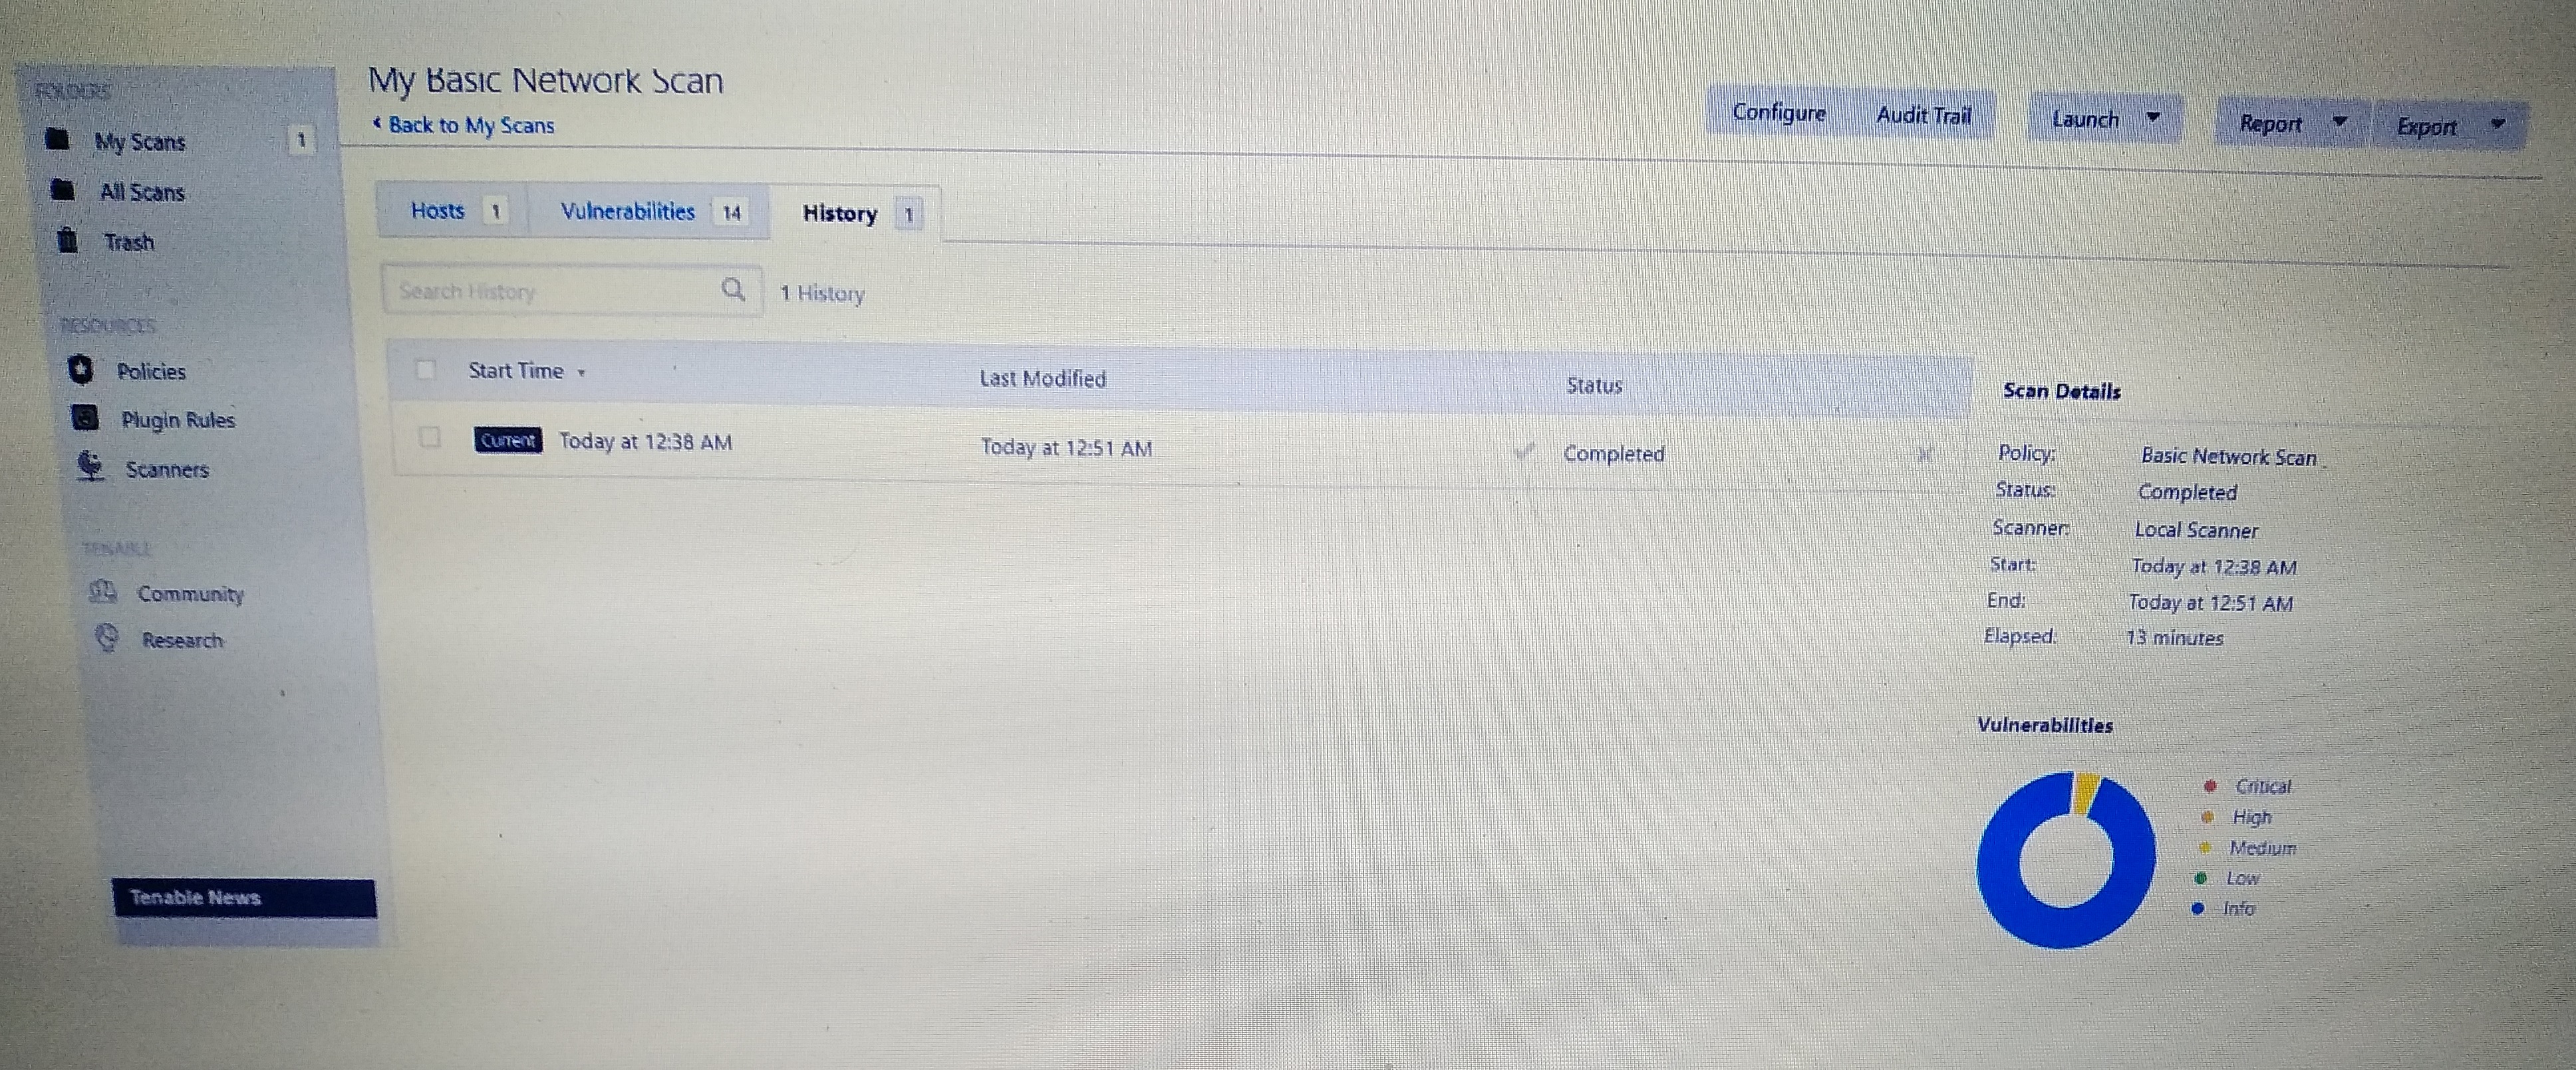 My Basic Network Scan
Back to My Scans
Configure
Audit Trail
Launch
Report
Export
FOLDERS
My Scans 1
All Scans
Trash
RESOURCES
Policies
Plugin Rules
Scanners
TENABLE
Community
Research
Tenable News
Hosts 1
Vulnerabilities 14
History 1
Search History
1 History
Start Time Last Modified Status
Current Today at 12:38 AM Today at 12:51 AM Completed
Scan Details
Policy: Basic Network Scan
Status: Completed
Scanner: Local Scanner
Start: Today at 12:38 AM
End: Today at 12:51 AM
Elapsed: 13 minutes
Vulnerabilities
Critical
High
Medium
Low
Info